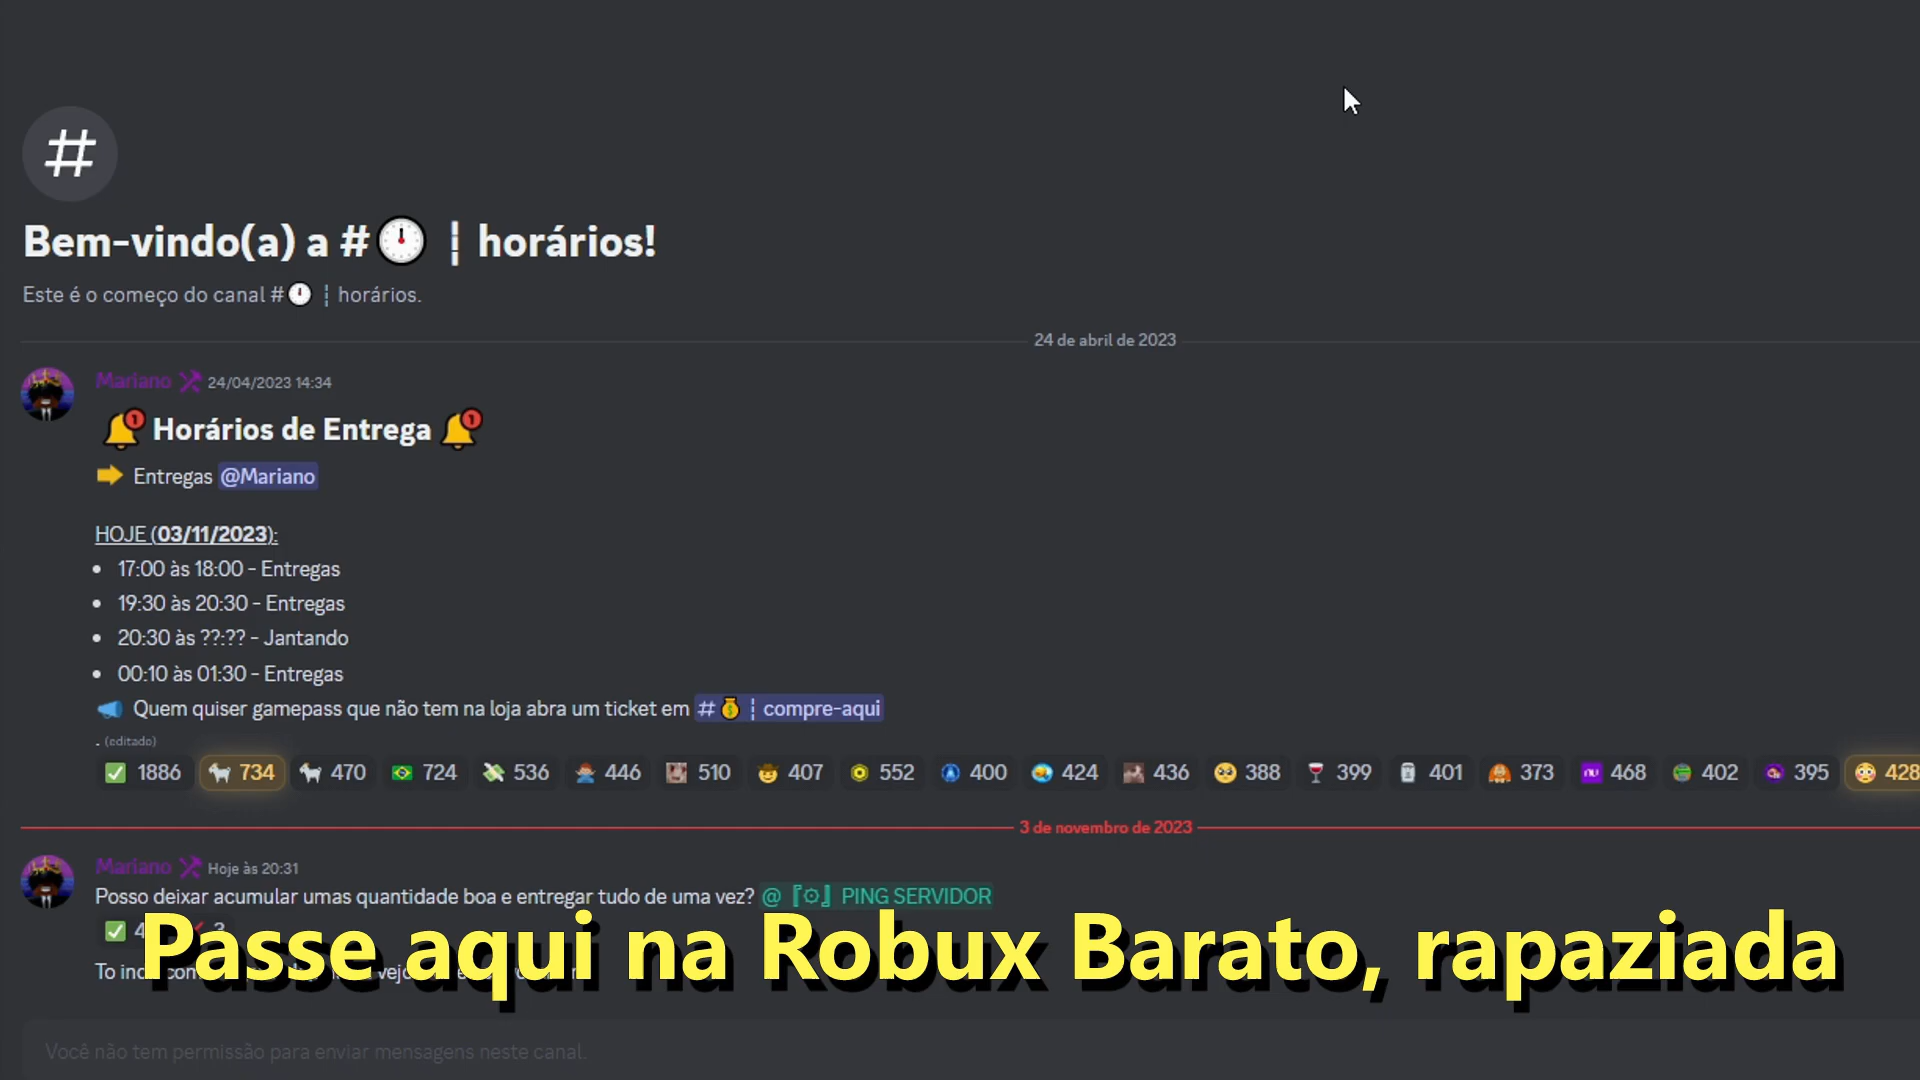 #
Bem-vindo(a) a #🕛 ┆ horários!
Este é o começo do canal #🕛 ┆ horários.
24 de abril de 2023
Mariano 24/04/2023 14:34
Horários de Entrega
Entregas @Mariano
HOJE (03/11/2023):
• 17:00 às 18:00 - Entregas
• 19:30 às 20:30 - Entregas
• 20:30 às ??:?? - Jantando
• 00:10 às 01:30 - Entregas
Quem quiser gamepass que não tem na loja abra um ticket em #💰 ┆ compre-aqui
. (editado)
1886 734 470 724 536 446 510 407 552 400 424 436 388 399 401 373 nu 468 402 395 428
3 de novembro de 2023
Mariano Hoje às 20:31
Posso deixar acumular umas quantidade boa e entregar tudo de uma vez? @『⚙』 PING SERVIDOR
Passe aqui na Robux Barato, rapaziada
To
Você não tem permissão para enviar mensagens neste canal.